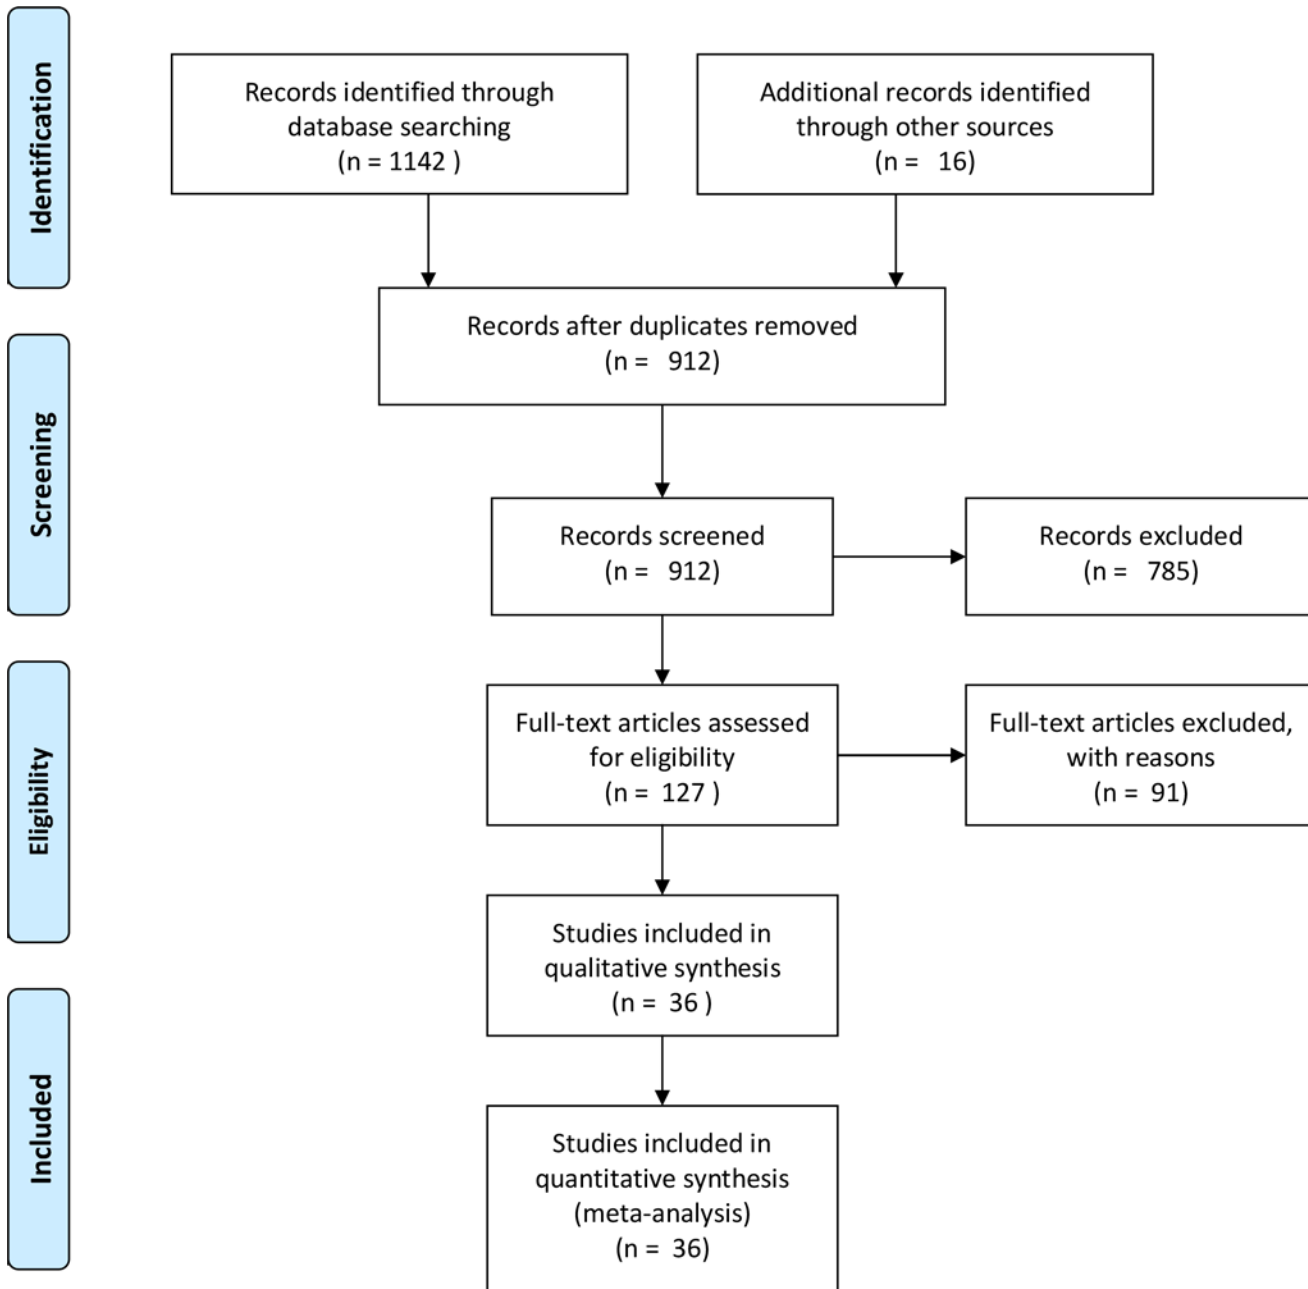 Identification
Records identified through
database searching
(n = 1142 )
Additional records identified
through other sources
(n = 16)
Records after duplicates removed
(n = 912)
Screening
Records screened
(n = 912)
Records excluded
(n = 785)
Eligibility
Full-text articles assessed
for eligibility
(n = 127 )
Full-text articles excluded,
with reasons
(n = 91)
Studies included in
qualitative synthesis
(n = 36 )
Included
Studies included in
quantitative synthesis
(meta-analysis)
(n = 36)